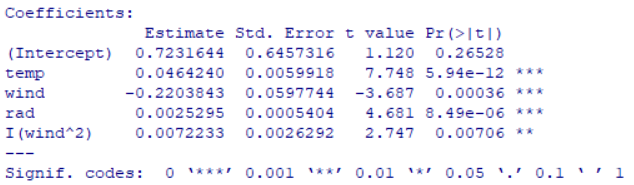 Coefficients:
              Estimate Std. Error t value Pr(>|t|)
(Intercept)  0.7231644  0.6457316   1.120  0.26528
temp         0.0464240  0.0059918   7.748 5.94e-12 ***
wind        -0.2203843  0.0597744  -3.687  0.00036 ***
rad          0.0025295  0.0005404   4.681 8.49e-06 ***
I(wind^2)    0.0072233  0.0026292   2.747  0.00706 **
---
Signif. codes:  0 ‘***’ 0.001 ‘**’ 0.01 ‘*’ 0.05 ‘.’ 0.1 ‘ ’ 1